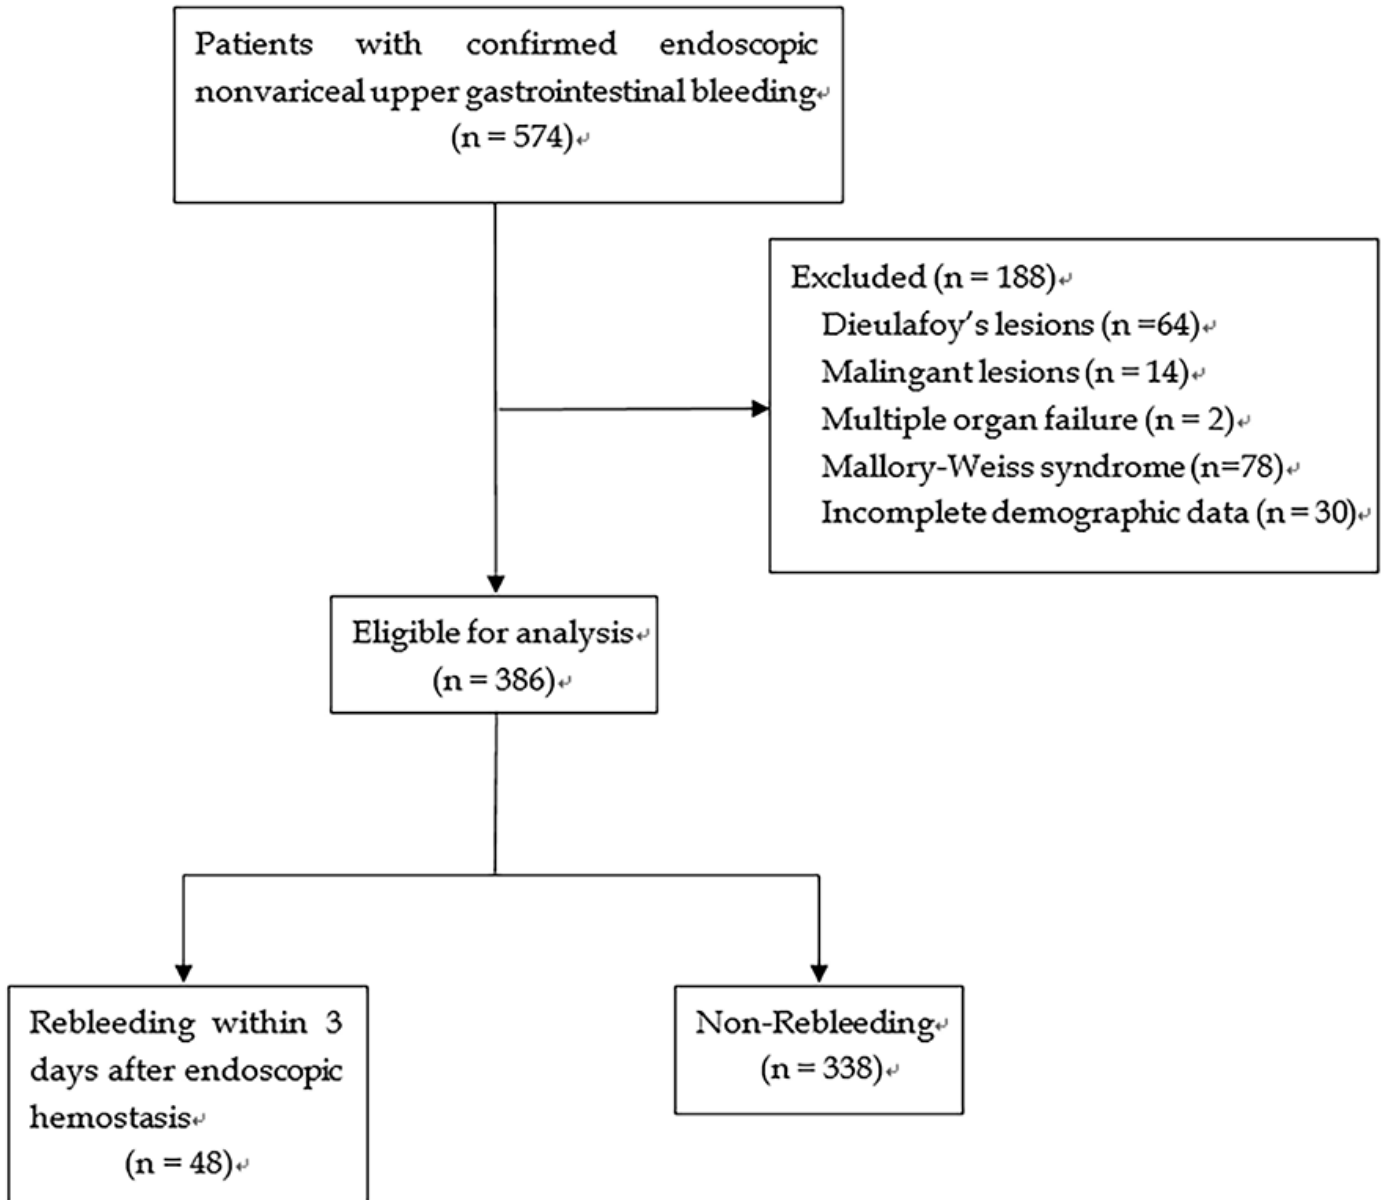 Patients with confirmed endoscopic
nonvariceal upper gastrointestinal bleeding↵
(n = 574)↵
Excluded (n = 188)↵
Dieulafoy's lesions (n =64)↵
Malingant lesions (n = 14)↵
Multiple organ failure (n = 2)↵
Mallory-Weiss syndrome (n=78)↵
Incomplete demographic data (n = 30)↵
Eligible for analysis↵
(n = 386)↵
Rebleeding within 3
days after endoscopic
hemostasis↵
(n = 48)↵
Non-Rebleeding↵
(n = 338)↵